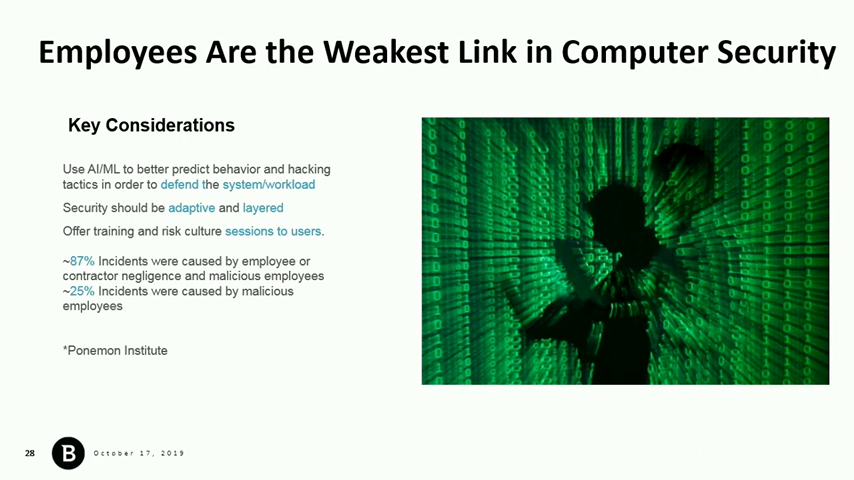 Employees Are the Weakest Link in Computer Security
Key Considerations
Use AI/ML to better predict behavior and hacking
tactics in order to defend the system/workload
Security should be adaptive and layered
Offer training and risk culture sessions to users.
~87% Incidents were caused by employee or
contractor negligence and malicious employees
~25% Incidents were caused by malicious
employees
*Ponemon Institute
28
B
October 17, 2019